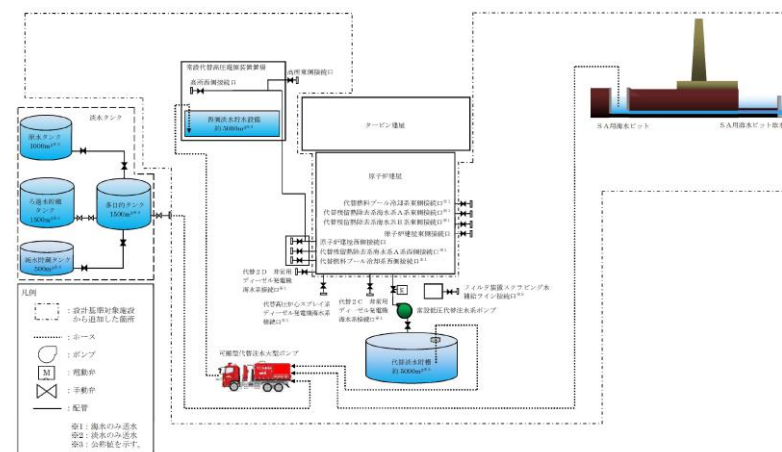 常設代替高圧電源装置置場
高所西側接続口
高所東側接続口
西側淡水貯水設備
約5000m³※3
淡水タンク
原水タンク
1000m³※3
ろ過水貯蔵
タンク
1500m³※3
多目的タンク
1500m³※3
純水貯蔵タンク
500m³※3
タービン建屋
原子炉建屋
代替燃料プール冷却系東側接続口※1
代替残留熱除去系海水系A系東側接続口※1
代替残留熱除去系海水系B系東側接続口※1
原子炉建屋東側接続口
原子炉建屋西側接続口
代替残留熱除去系海水系A系西側接続口※1
代替燃料プール冷却系西側接続口※1
代替2D 非常用
ディーゼル発電機
海水系接続口※1
代替高圧炉心スプレイ系
ディーゼル発電機海水系
接続口※1
代替2C 非常用
ディーゼル発電機
海水系接続口※1
フィルタ装置スクラビング水
補給ライン接続口※2
常設低圧代替注水系ポンプ
代替淡水貯槽
約5000m³※3
可搬型代替注水大型ポンプ
SA用海水ピット
SA用海水ピット取水
凡例
:設計基準対象施設
から追加した箇所
:ホース
:ポンプ
M
:電動弁
:手動弁
:配管
※1:海水のみ送水
※2:淡水のみ送水
※3:公称値を示す。